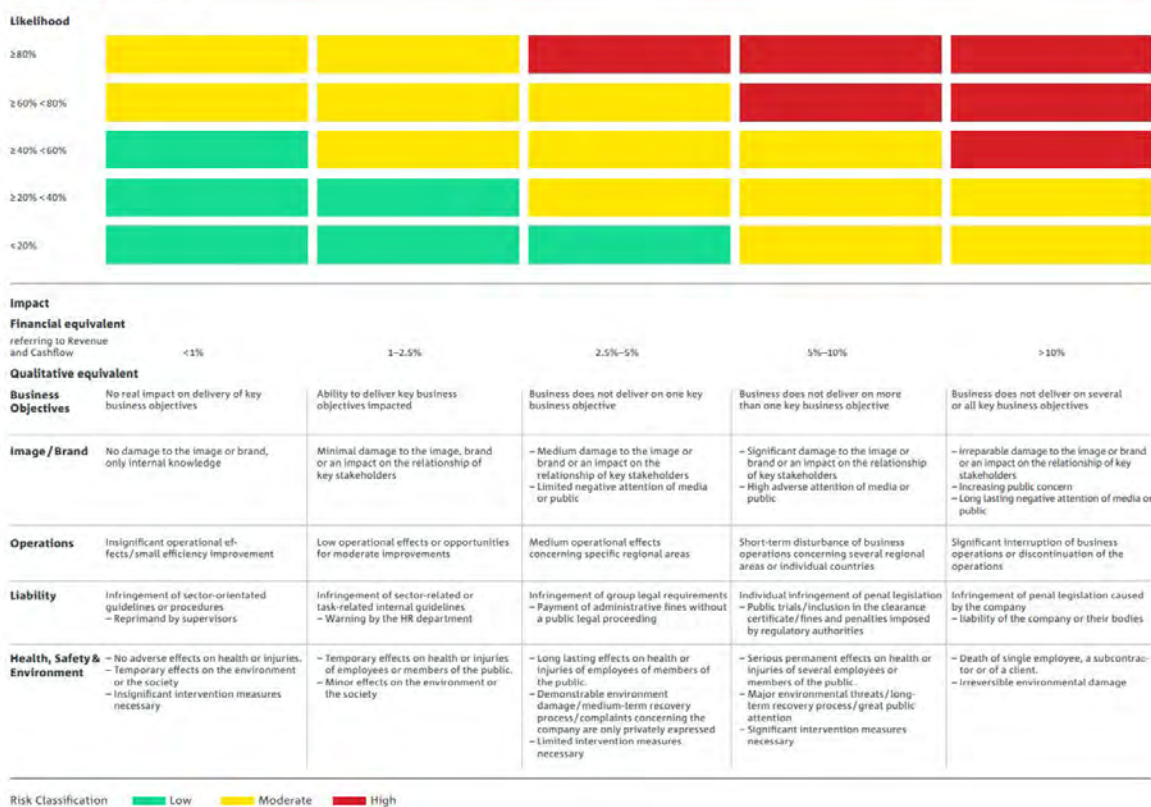 Likelihood
≥80%
≥60% <80%
≥40% <60%
≥20% <40%
<20%
Impact
Financial equivalent
referring to Revenue
and Cashflow
<1%
1–2.5%
2.5%–5%
5%–10%
>10%
Qualitative equivalent
Business
Objectives
No real impact on delivery of key
business objectives
Ability to deliver key business
objectives impacted
Business does not deliver on one key
business objective
Business does not deliver on more
than one key business objective
Business does not deliver on several
or all key business objectives
Image/Brand
No damage to the image or brand,
only internal knowledge
Minimal damage to the image, brand
or an impact on the relationship of
key stakeholders
– Medium damage to the image or
brand or an impact on the
relationship of key stakeholders
– Limited negative attention of media
or public
– Significant damage to the image or
brand or an impact on the relationship
of key stakeholders
– High adverse attention of media or
public
– irreparable damage to the image or brand
or an impact on the relationship of key
stakeholders
– Increasing public concern
– Long lasting negative attention of media or
public
Operations
Insignificant operational ef-
fects/small efficiency improvement
Low operational effects or opportunities
for moderate improvements
Medium operational effects
concerning specific regional areas
Short-term disturbance of business
operations concerning several regional
areas or individual countries
Significant interruption of business
operations or discontinuation of the
operations
Liability
Infringement of sector-orientated
guidelines or procedures
– Reprimand by supervisors
Infringement of sector-related or
task-related internal guidelines
– Warning by the HR department
Infringement of group legal requirements
– Payment of administrative fines without
a public legal proceeding
Individual infringement of penal legislation
– Public trials/inclusion in the clearance
certificate/fines and penalties imposed
by regulatory authorities
Infringement of penal legislation caused
by the company
– liability of the company or their bodies
Health, Safety &
Environment
– No adverse effects on health or injuries.
– Temporary effects on the environment
or the society
– Insignificant intervention measures
necessary
– Temporary effects on health or injuries
of employees or members of the public.
– Minor effects on the environment or
the society
– Long lasting effects on health or
injuries of employees of members of
the public.
– Demonstrable environment
damage/medium-term recovery
process/complaints concerning the
company are only privately expressed
– Limited intervention measures
necessary
– Serious permanent effects on health or
injuries of several employees or
members of the public.
– Major environmental threats/long-
term recovery process/great public
attention
– Significant intervention measures
necessary
– Death of single employee, a subcontrac-
tor or of a client.
– Irreversible environmental damage
Risk Classification
Low
Moderate
High